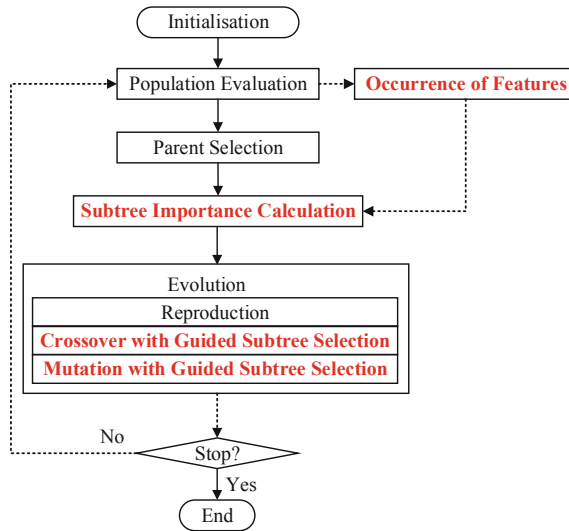 Initialisation
Population Evaluation
Occurrence of Features
Parent Selection
Subtree Importance Calculation
Evolution
Reproduction
Crossover with Guided Subtree Selection
Mutation with Guided Subtree Selection
No
Stop?
Yes
End